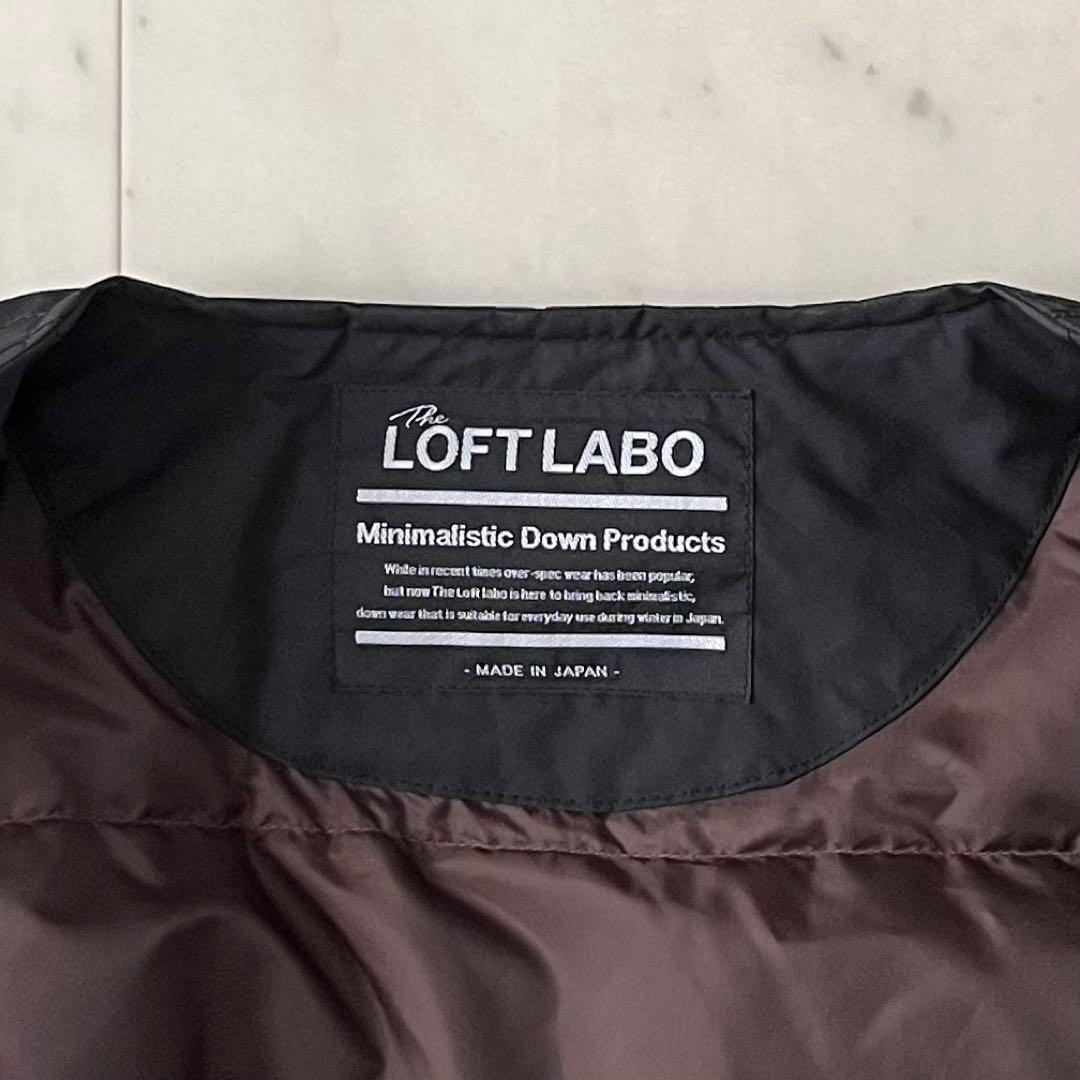 The
LOFT LABO
Minimalistic Down Products
While in recent times over-spec wear has been popular,
but now The Loft labo is here to bring back minimalistic,
down wear that is suitable for everyday use during winter in Japan.
- MADE IN JAPAN -